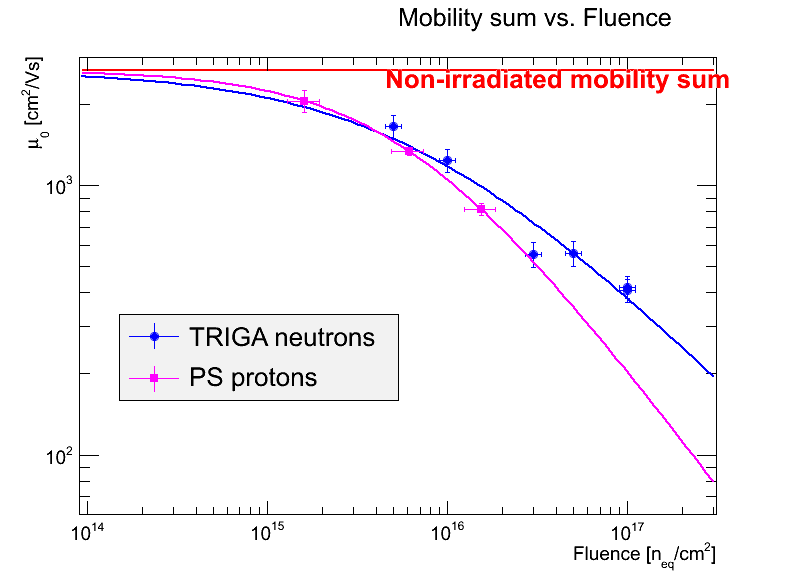 Mobility sum vs. Fluence
μ₀ [cm²/Vs]
Non-irradiated mobility sum
10³
10²
TRIGA neutrons
PS protons
10¹⁴ 10¹⁵ 10¹⁶ 10¹⁷
Fluence [n_eq/cm²]